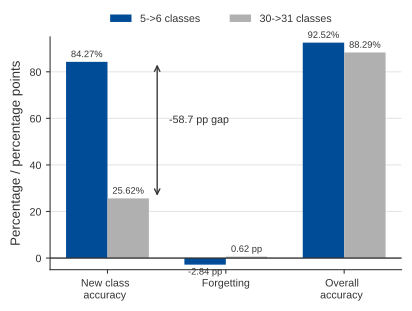 5->6 classes 30->31 classes
92.52%
88.29%
84.27%
80
Percentage / percentage points
60
-58.7 pp gap
40
25.62%
20
0.62 pp
0
-2.84 pp
New class
accuracy
Forgetting
Overall
accuracy